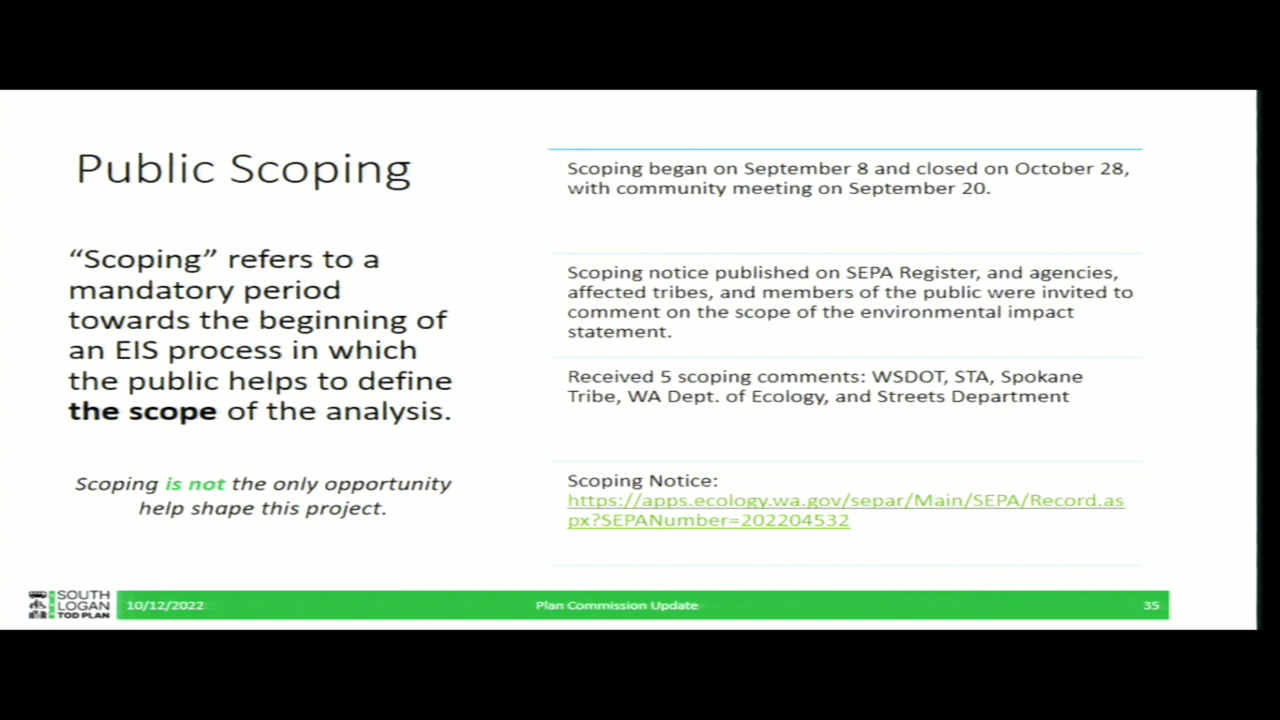 Public Scoping
“Scoping” refers to a
mandatory period
towards the beginning of
an EIS process in which
the public helps to define
the scope of the analysis.
Scoping is not the only opportunity
help shape this project.
Scoping began on September 8 and closed on October 28,
with community meeting on September 20.
Scoping notice published on SEPA Register, and agencies,
affected tribes, and members of the public were invited to
comment on the scope of the environmental impact
statement.
Received 5 scoping comments: WSDOT, STA, Spokane
Tribe, WA Dept. of Ecology, and Streets Department
Scoping Notice:
https://apps.ecology.wa.gov/separ/Main/SEPA/Record.as
px?SEPANumber=202204532
SOUTH
LOGAN
TOD PLAN
10/12/2022
Plan Commission Update
35